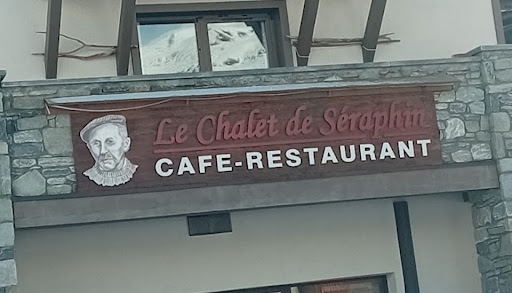 Le Chalet de Séraphin
CAFE-RESTAURANT